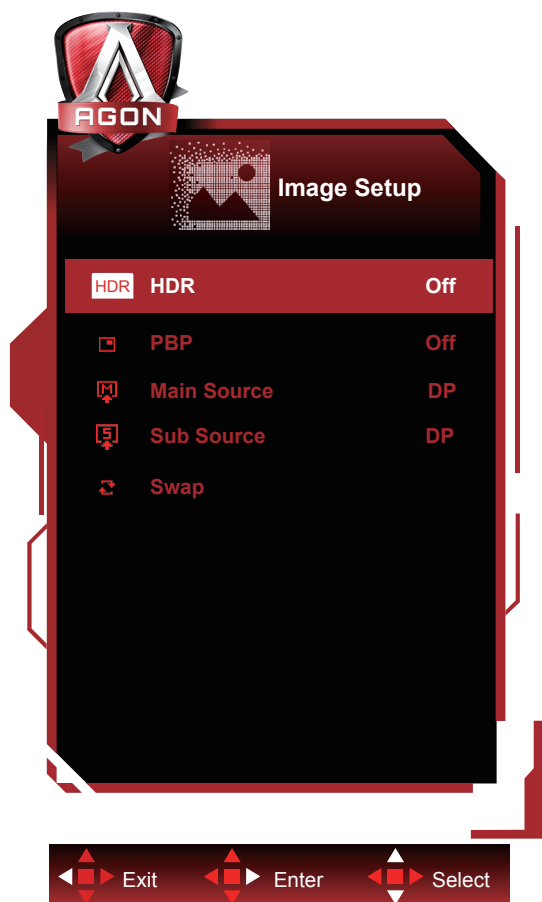 AGON
Image Setup
HDR HDR Off
PBP Off
M Main Source DP
S Sub Source DP
Swap
Exit Enter Select